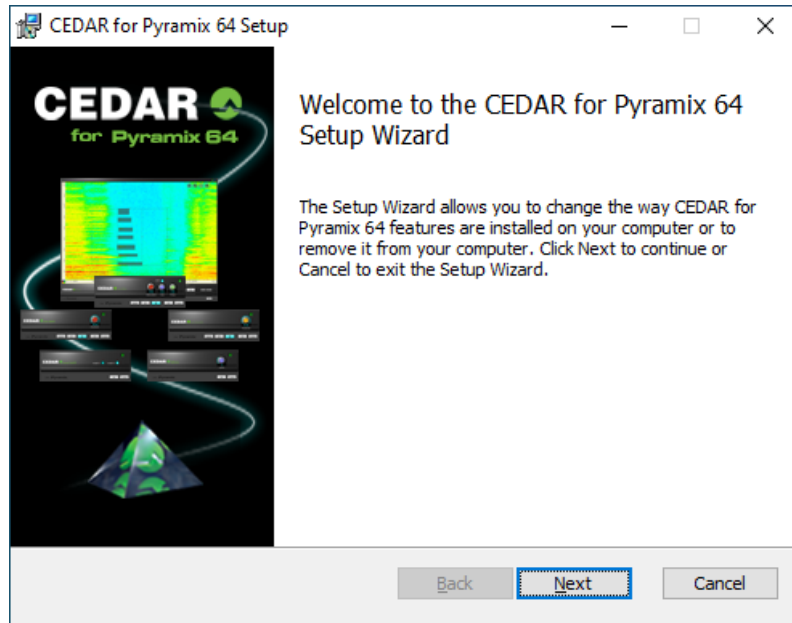 CEDAR for Pyramix 64 Setup
CEDAR
for Pyramix 64
Welcome to the CEDAR for Pyramix 64
Setup Wizard
The Setup Wizard allows you to change the way CEDAR for
Pyramix 64 features are installed on your computer or to
remove it from your computer. Click Next to continue or
Cancel to exit the Setup Wizard.
Back
Next
Cancel